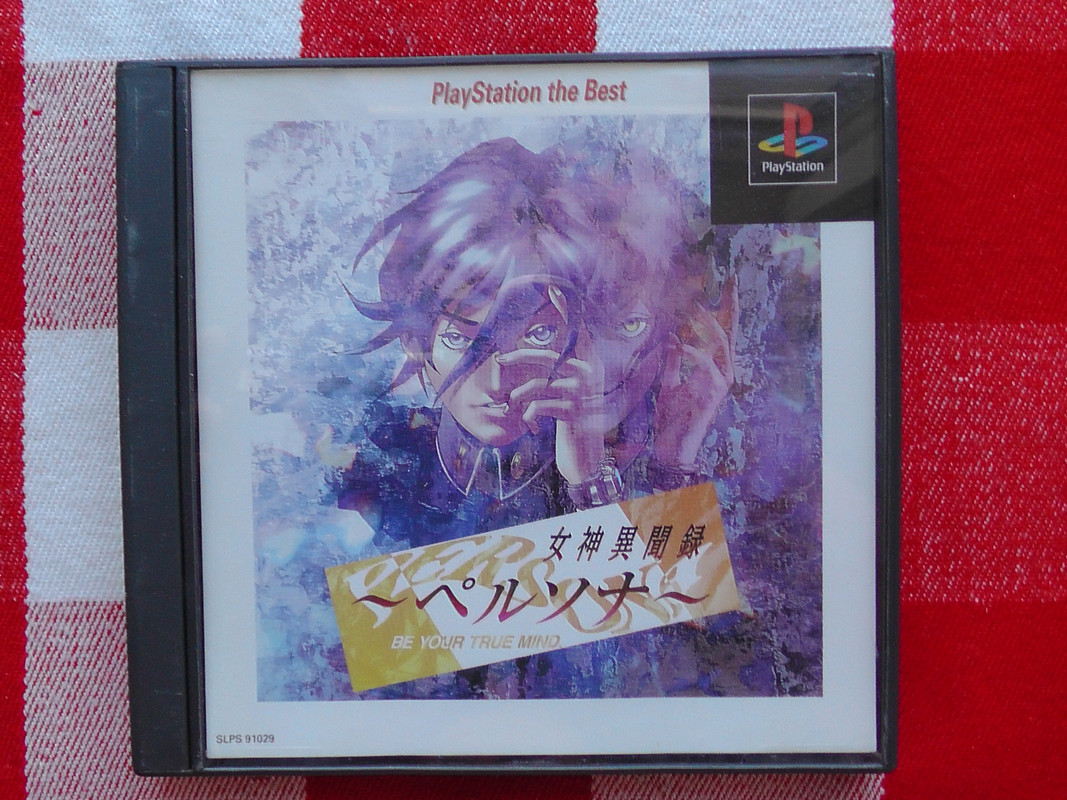 PlayStation the Best
PlayStation
女神異聞録
~ペルソナ~
BE YOUR TRUE MIND.
SLPS 91029